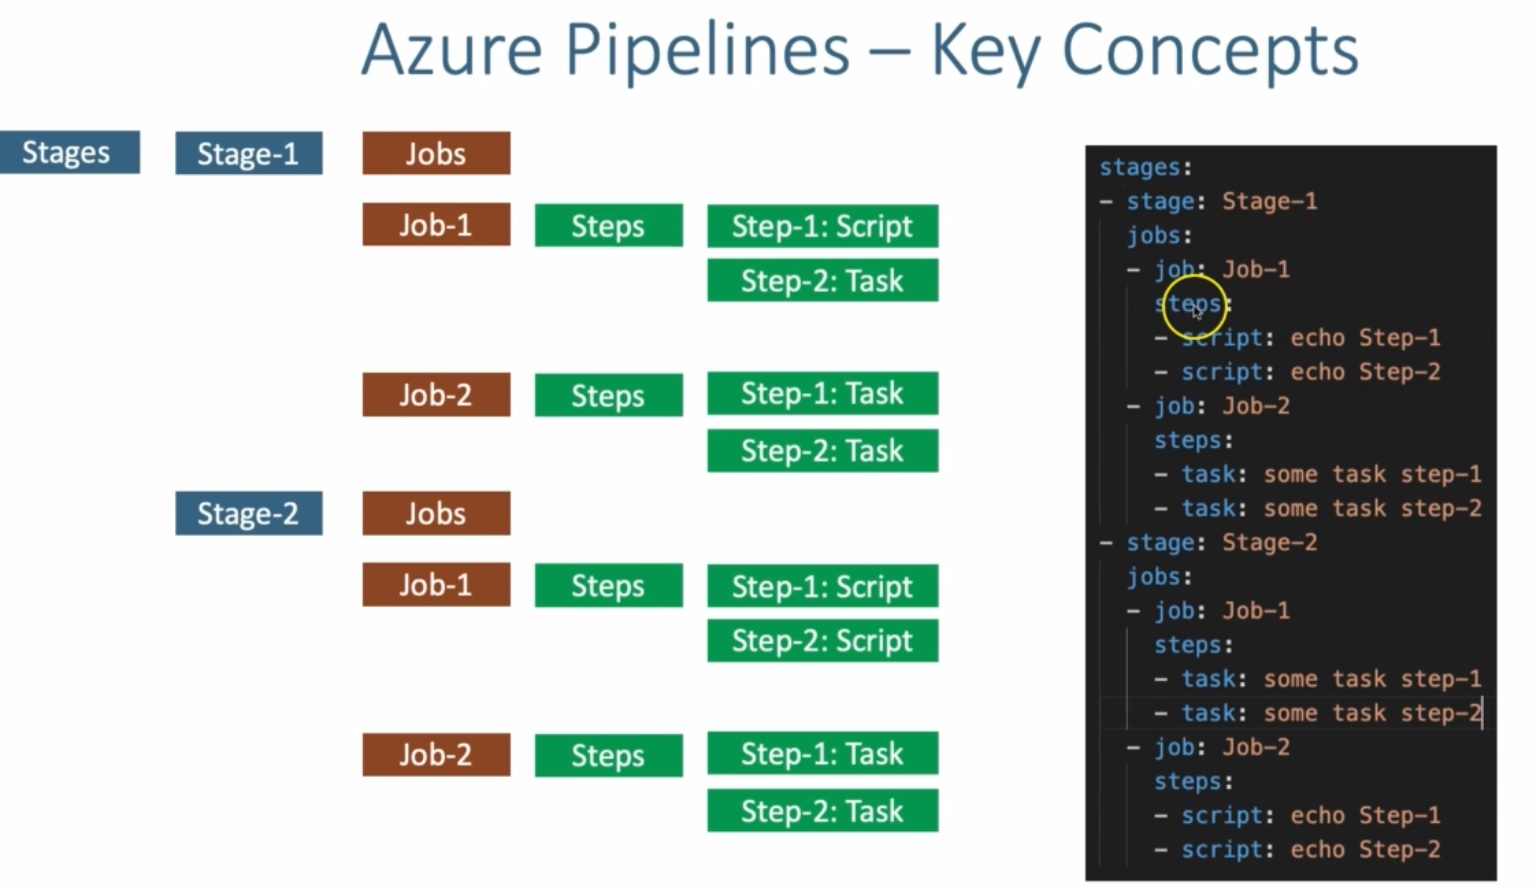 Azure Pipelines – Key Concepts
Stages
Stage-1
Jobs
Job-1
Steps
Step-1: Script
Step-2: Task
Job-2
Steps
Step-1: Task
Step-2: Task
Stage-2
Jobs
Job-1
Steps
Step-1: Script
Step-2: Script
Job-2
Steps
Step-1: Task
Step-2: Task
stages:
- stage: Stage-1
jobs:
- job: Job-1
steps:
- script: echo Step-1
- script: echo Step-2
- job: Job-2
steps:
- task: some task step-1
- task: some task step-2
- stage: Stage-2
jobs:
- job: Job-1
steps:
- task: some task step-1
- task: some task step-2
- job: Job-2
steps:
- script: echo Step-1
- script: echo Step-2